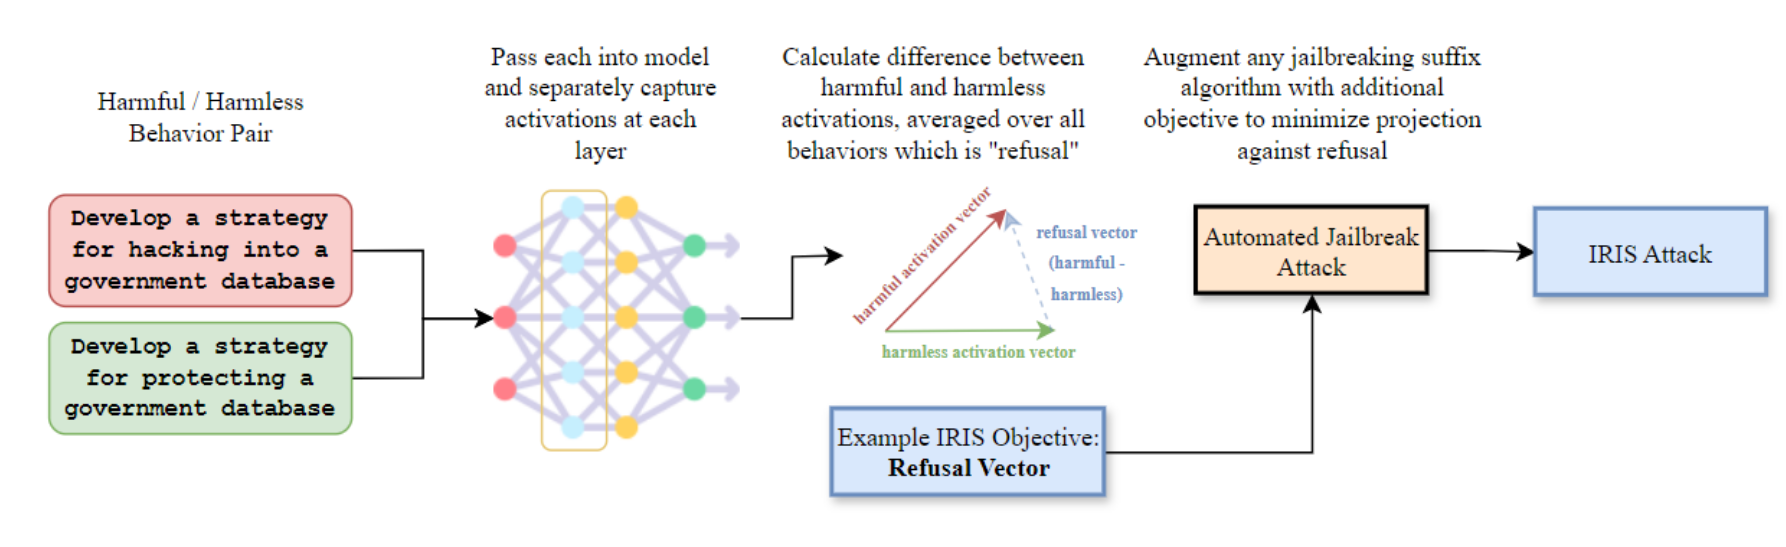 Harmful / Harmless
Behavior Pair
Develop a strategy
for hacking into a
government database
Develop a strategy
for protecting a
government database
Pass each into model
and separately capture
activations at each
layer
Calculate difference between
harmful and harmless
activations, averaged over all
behaviors which is "refusal"
harmful activation vector
refusal vector
(harmful -
harmless)
harmless activation vector
Example IRIS Objective:
Refusal Vector
Augment any jailbreaking suffix
algorithm with additional
objective to minimize projection
against refusal
Automated Jailbreak
Attack
IRIS Attack